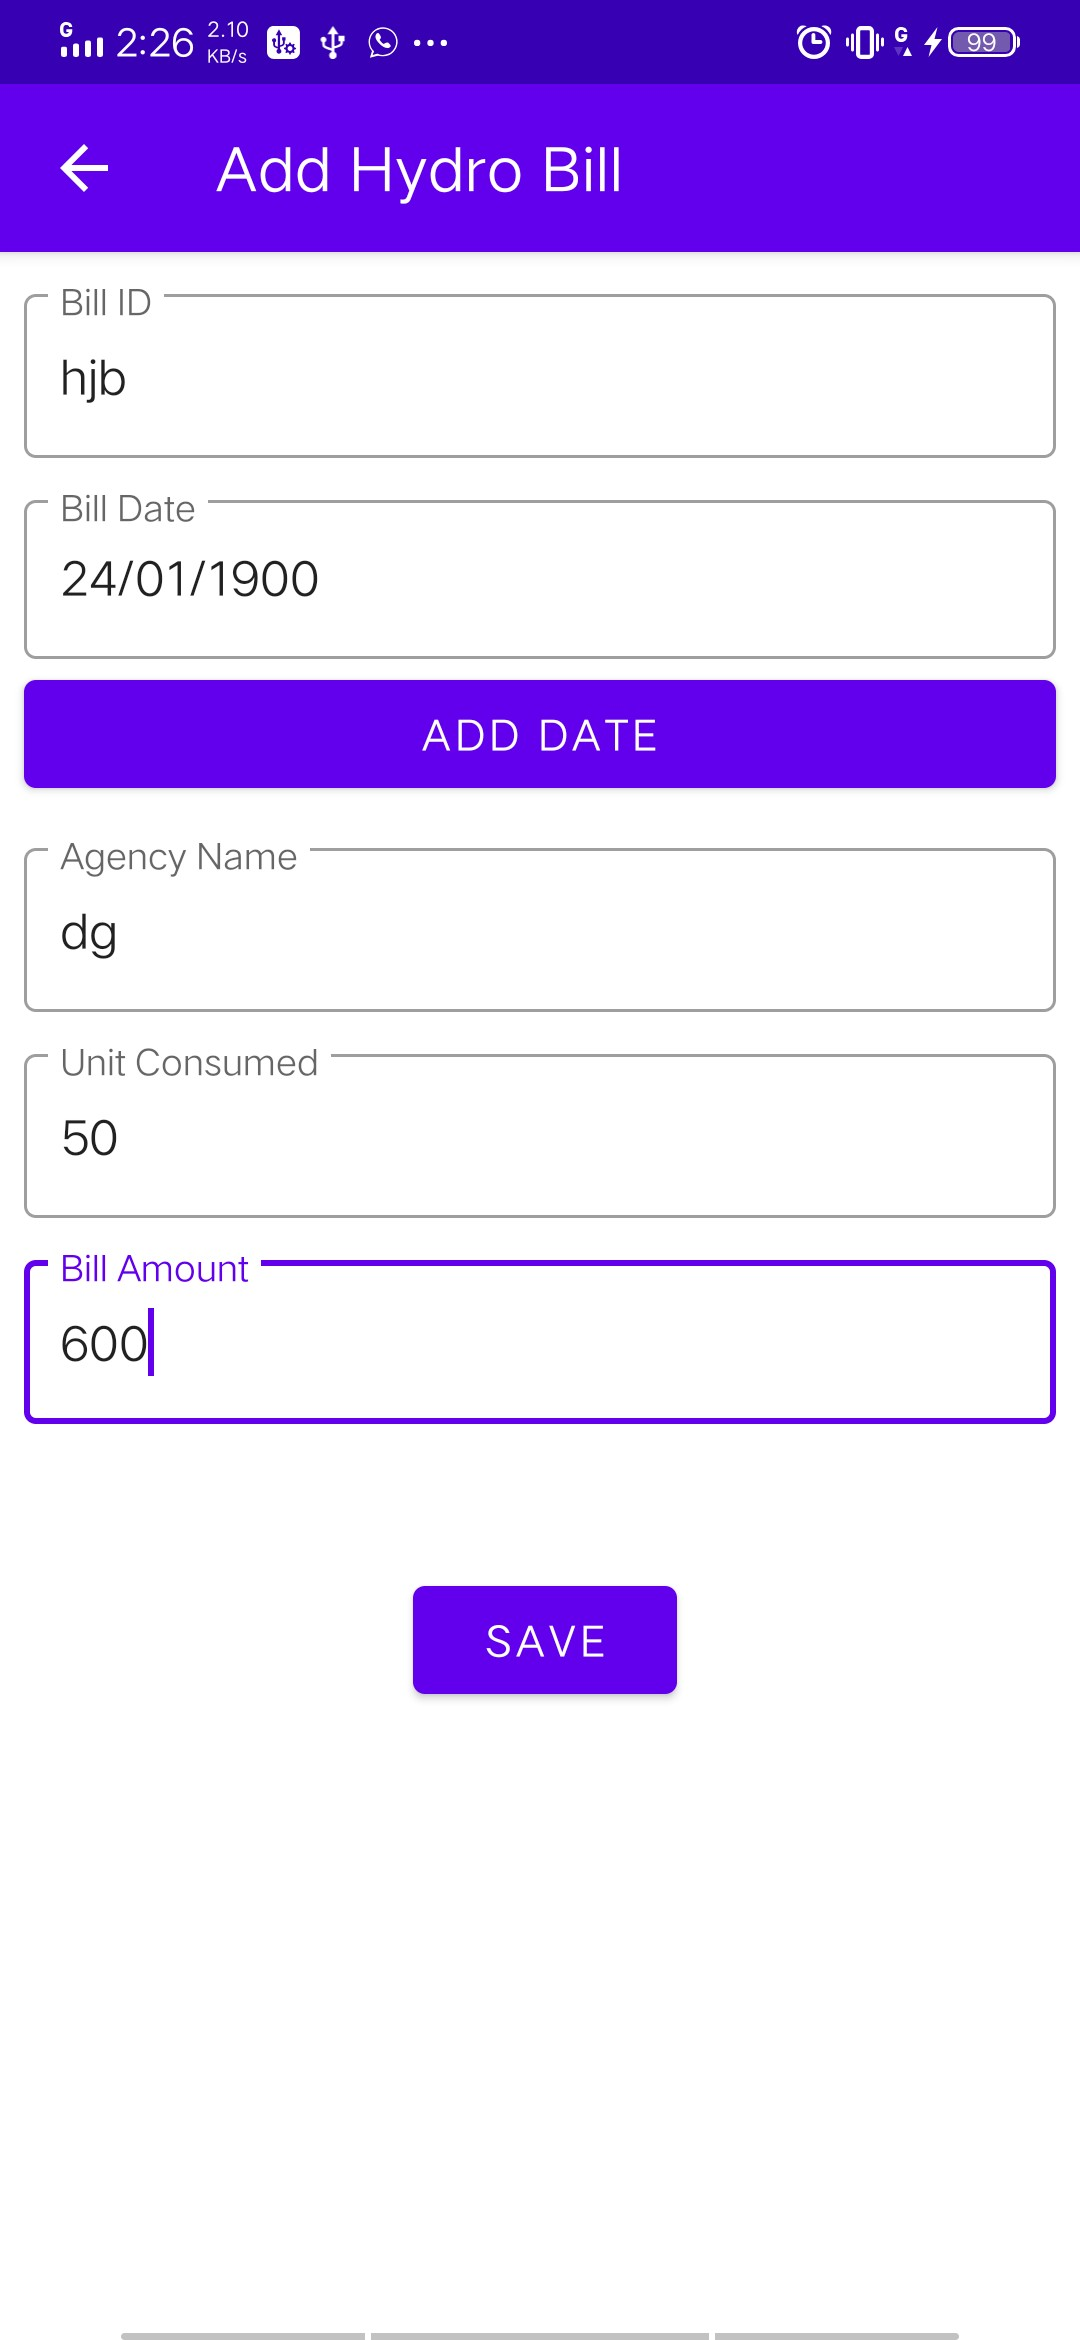 G 2:26 2.10 KB/s G 99
Add Hydro Bill
Bill ID
hjb
Bill Date
24/01/1900
ADD DATE
Agency Name
dg
Unit Consumed
50
Bill Amount
600
SAVE